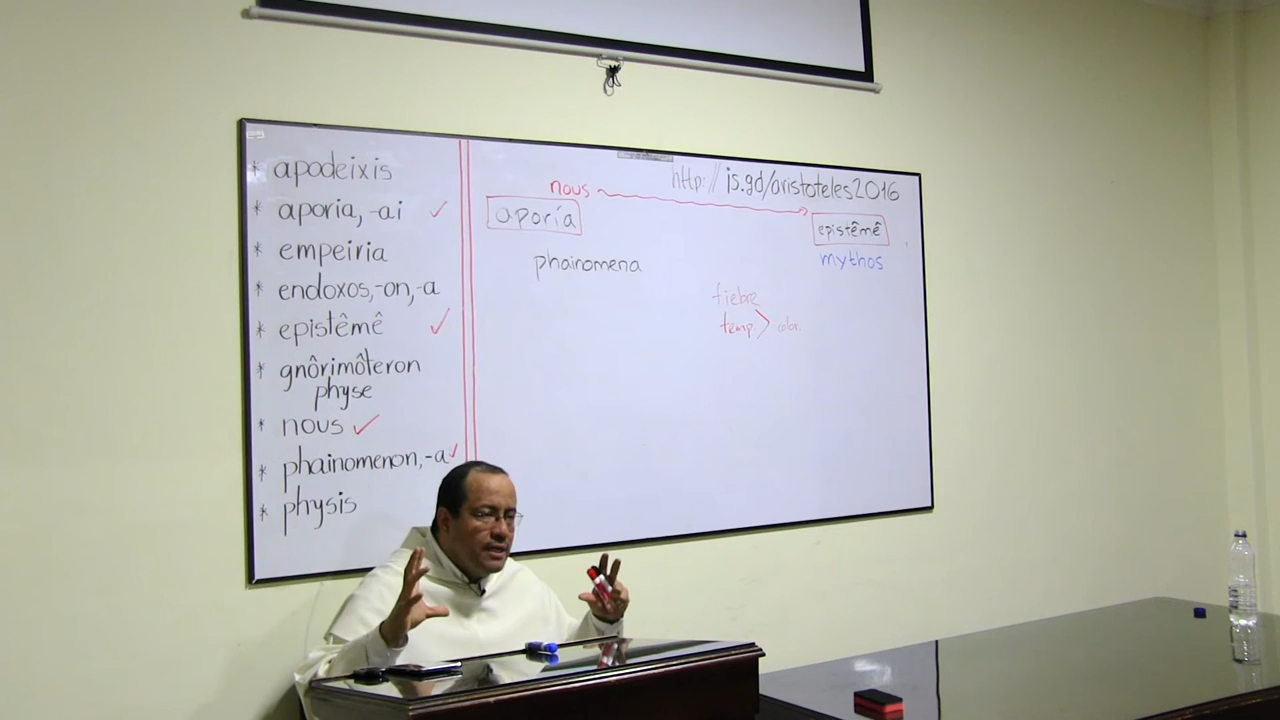 * apodeixis
* aporia, -ai ✓
* empeiria
* endoxos,-on,-a
* epistêmê ✓
* gnôrimôteron
physe
* nous ✓
* phainomenon,-a ✓
* physis
http://is.gd/aristoteles2016
nous
aporía
epistêmê
phainomena
mythos
fiebre
temp.
color.